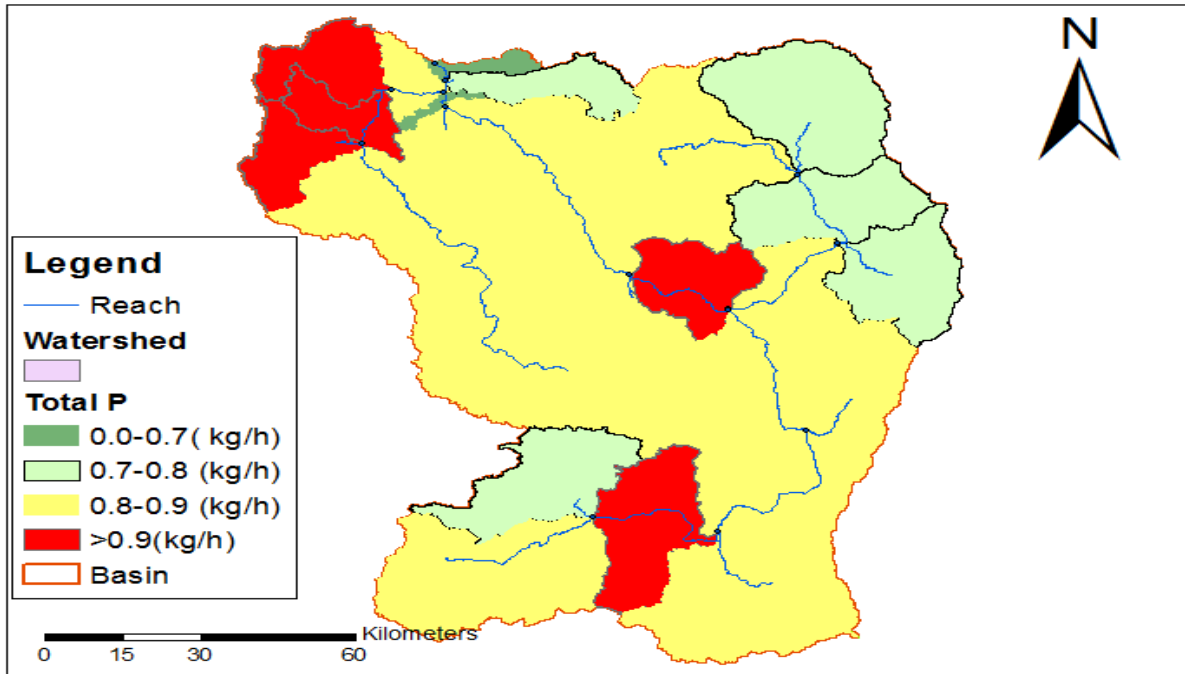 N
Legend
Reach
Watershed
Total P
0.0-0.7( kg/h)
0.7-0.8 (kg/h)
0.8-0.9 (kg/h)
>0.9(kg/h)
Basin
Kilometers
0 15 30 60